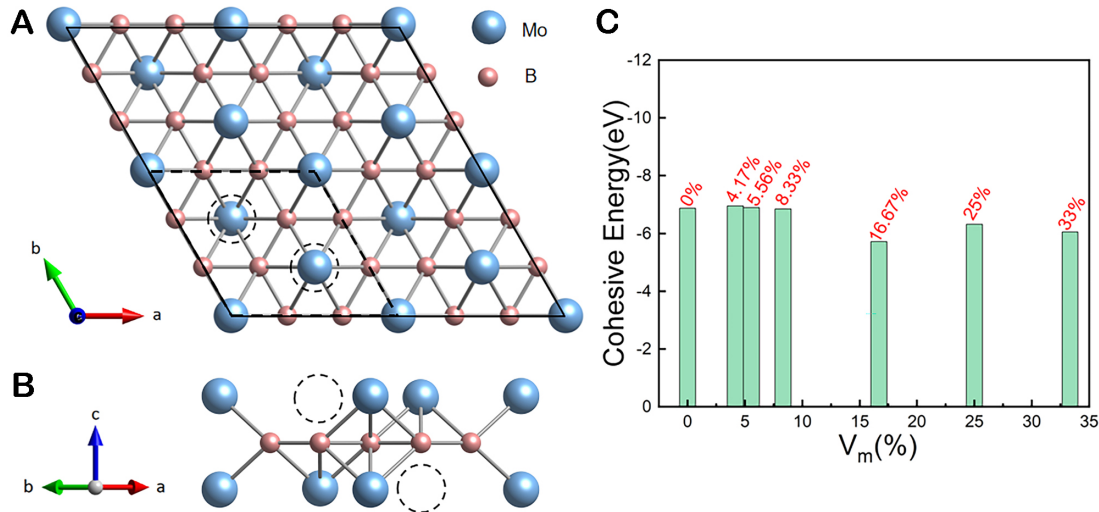 A
Mo
B
b
a
c
B
c
b
a
C
Cohesive Energy(eV)
-12
-10
-8
-6
-4
-2
0
0%
4.17%
5.56%
8.33%
16.67%
25%
33%
0
5
10
15
20
25
30
35
Vm(%)